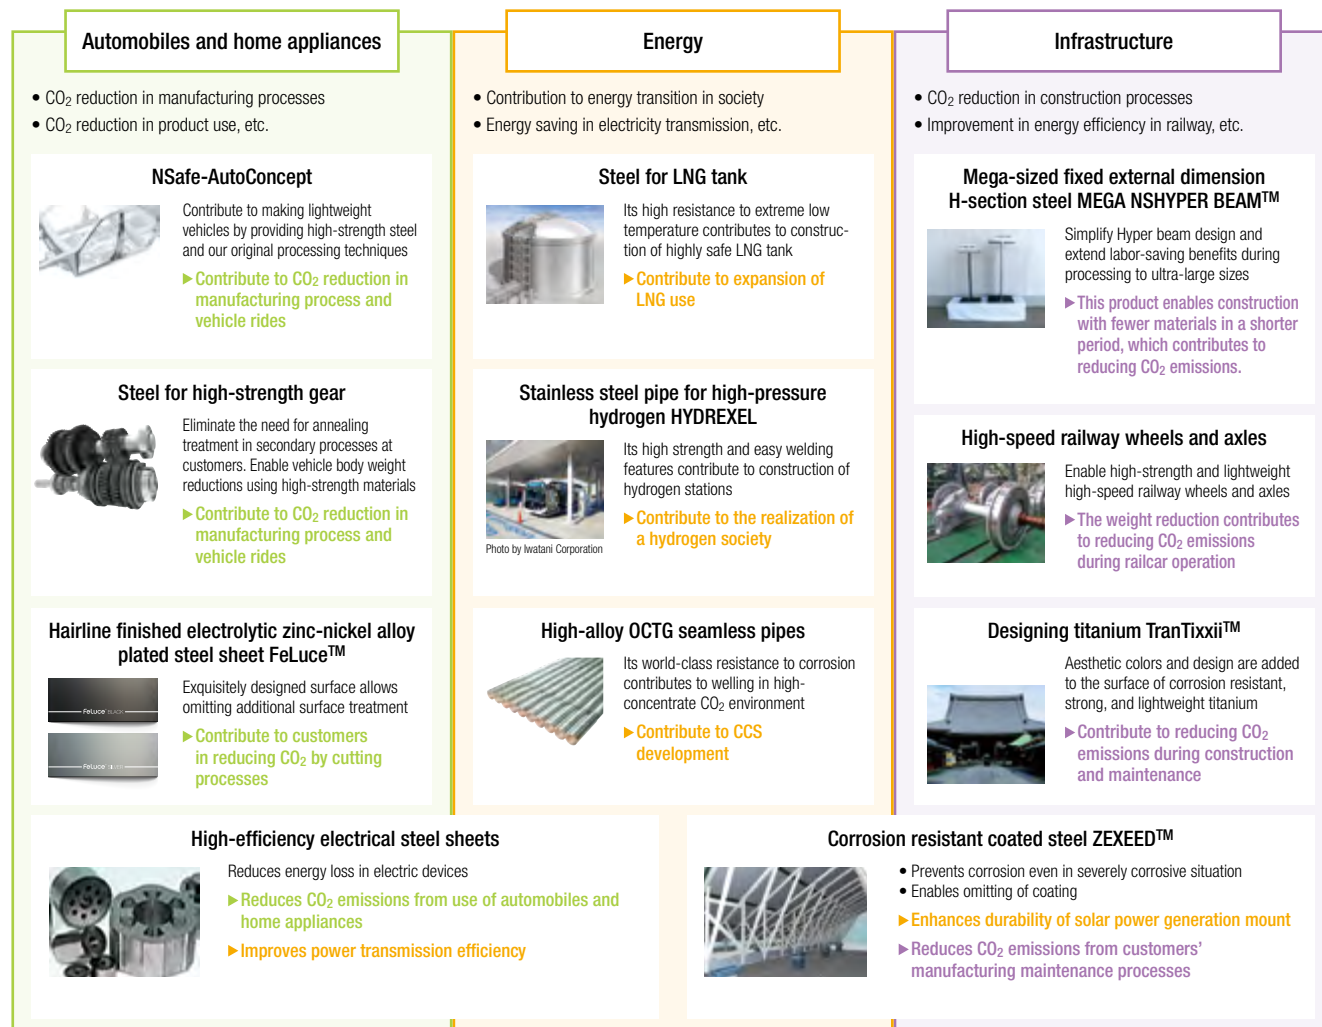 Automobiles and home appliances
• CO2 reduction in manufacturing processes
• CO2 reduction in product use, etc.
NSafe-AutoConcept
Contribute to making lightweight
vehicles by providing high-strength steel
and our original processing techniques
▶Contribute to CO2 reduction in
manufacturing process and
vehicle rides
Steel for high-strength gear
Eliminate the need for annealing
treatment in secondary processes at
customers. Enable vehicle body weight
reductions using high-strength materials
▶Contribute to CO2 reduction in
manufacturing process and
vehicle rides
Hairline finished electrolytic zinc-nickel alloy
plated steel sheet FeLuce™
FeLuce BLACK
FeLuce
Exquisitely designed surface allows
omitting additional surface treatment
▶Contribute to customers
in reducing CO2 by cutting
processes
Energy
• Contribution to energy transition in society
• Energy saving in electricity transmission, etc.
Steel for LNG tank
Its high resistance to extreme low
temperature contributes to construc-
tion of highly safe LNG tank
▶Contribute to expansion of
LNG use
Stainless steel pipe for high-pressure
hydrogen HYDREXEL
Photo by Iwatani Corporation
Its high strength and easy welding
features contribute to construction of
hydrogen stations
▶Contribute to the realization of
a hydrogen society
High-alloy OCTG seamless pipes
Its world-class resistance to corrosion
contributes to welling in high-
concentrate CO2 environment
▶Contribute to CCS
development
Infrastructure
• CO2 reduction in construction processes
• Improvement in energy efficiency in railway, etc.
Mega-sized fixed external dimension
H-section steel MEGA NSHYPER BEAM™
Simplify Hyper beam design and
extend labor-saving benefits during
processing to ultra-large sizes
▶This product enables construction
with fewer materials in a shorter
period, which contributes to
reducing CO2 emissions.
High-speed railway wheels and axles
Enable high-strength and lightweight
high-speed railway wheels and axles
▶The weight reduction contributes
to reducing CO2 emissions
during railcar operation
Designing titanium TranTixxii™
Aesthetic colors and design are added
to the surface of corrosion resistant,
strong, and lightweight titanium
▶Contribute to reducing CO2
emissions during construction
and maintenance
High-efficiency electrical steel sheets
Reduces energy loss in electric devices
▶Reduces CO2 emissions from use of automobiles and
home appliances
▶Improves power transmission efficiency
Corrosion resistant coated steel ZEXEED™
• Prevents corrosion even in severely corrosive situation
• Enables omitting of coating
▶Enhances durability of solar power generation mount
▶Reduces CO2 emissions from customers’
manufacturing maintenance processes